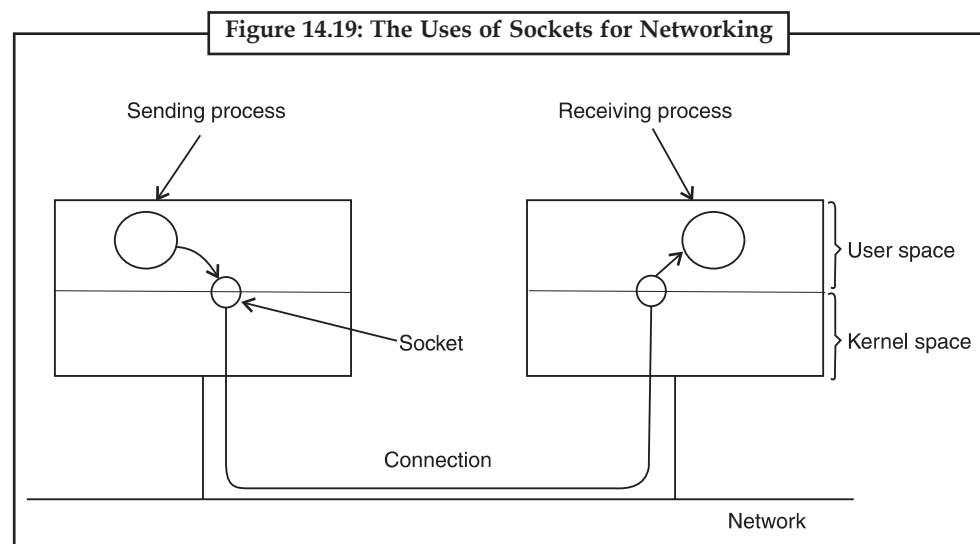 Figure 14.19: The Uses of Sockets for Networking
Sending process
Receiving process
User space
Socket
Kernel space
Connection
Network